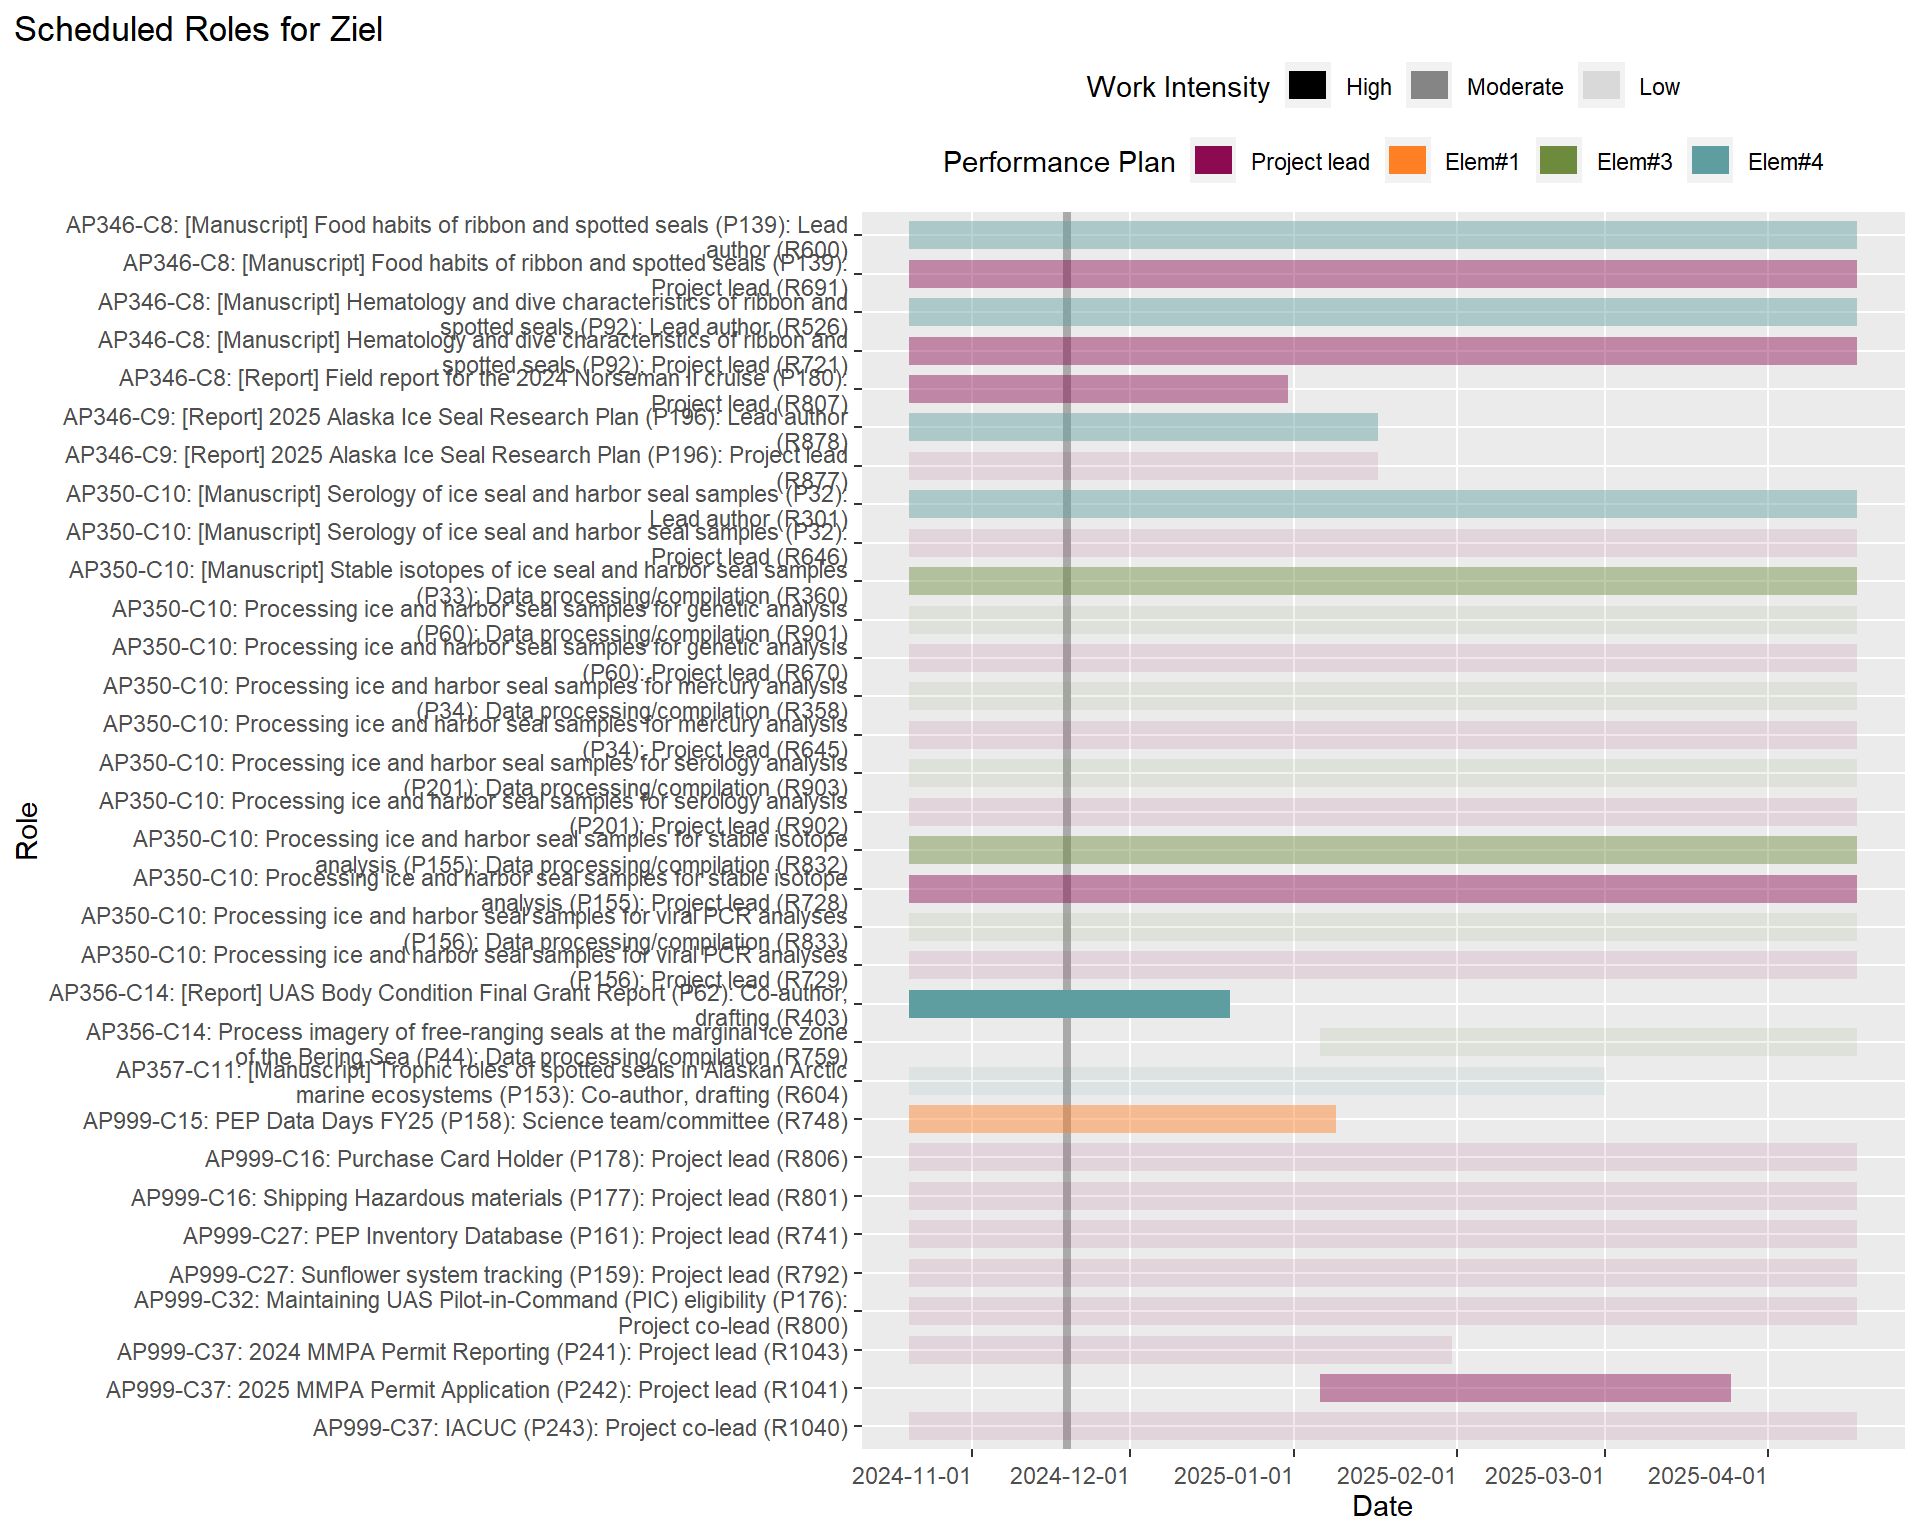 Scheduled Roles for Ziel
Work Intensity High Moderate Low
Performance Plan Project lead Elem#1 Elem#3 Elem#4
AP346-C8: [Manuscript] Food habits of ribbon and spotted seals (P139): Lead
author (R600)
AP346-C8: [Manuscript] Food habits of ribbon and spotted seals (P139):
Project lead (R691)
AP346-C8: [Manuscript] Hematology and dive characteristics of ribbon and
spotted seals (P92): Lead author (R526)
AP346-C8: [Manuscript] Hematology and dive characteristics of ribbon and
spotted seals (P92): Project lead (R721)
AP346-C8: [Report] Field report for the 2024 Norseman II cruise (P180):
Project lead (R807)
AP346-C9: [Report] 2025 Alaska Ice Seal Research Plan (P196): Lead author
(R878)
AP346-C9: [Report] 2025 Alaska Ice Seal Research Plan (P196): Project lead
(R877)
AP350-C10: [Manuscript] Serology of ice seal and harbor seal samples (P32):
Lead author (R301)
AP350-C10: [Manuscript] Serology of ice seal and harbor seal samples (P32):
Project lead (R646)
AP350-C10: [Manuscript] Stable isotopes of ice seal and harbor seal samples
(P33): Data processing/compilation (R360)
AP350-C10: Processing ice and harbor seal samples for genetic analysis
(P60): Data processing/compilation (R901)
AP350-C10: Processing ice and harbor seal samples for genetic analysis
(P60): Project lead (R670)
AP350-C10: Processing ice and harbor seal samples for mercury analysis
(P34): Data processing/compilation (R358)
AP350-C10: Processing ice and harbor seal samples for mercury analysis
(P34): Project lead (R645)
AP350-C10: Processing ice and harbor seal samples for serology analysis
(P201): Data processing/compilation (R903)
AP350-C10: Processing ice and harbor seal samples for serology analysis
(P201): Project lead (R902)
AP350-C10: Processing ice and harbor seal samples for stable isotope
analysis (P155): Data processing/compilation (R832)
AP350-C10: Processing ice and harbor seal samples for stable isotope
analysis (P155): Project lead (R728)
AP350-C10: Processing ice and harbor seal samples for viral PCR analyses
(P156): Data processing/compilation (R833)
AP350-C10: Processing ice and harbor seal samples for viral PCR analyses
(P156): Project lead (R729)
AP356-C14: [Report] UAS Body Condition Final Grant Report (P62): Co-author,
drafting (R403)
AP356-C14: Process imagery of free-ranging seals at the marginal ice zone
of the Bering Sea (P44): Data processing/compilation (R759)
AP357-C11: [Manuscript] Trophic roles of spotted seals in Alaskan Arctic
marine ecosystems (P153): Co-author, drafting (R604)
AP999-C15: PEP Data Days FY25 (P158): Science team/committee (R748)
AP999-C16: Purchase Card Holder (P178): Project lead (R806)
AP999-C16: Shipping Hazardous materials (P177): Project lead (R801)
AP999-C27: PEP Inventory Database (P161): Project lead (R741)
AP999-C27: Sunflower system tracking (P159): Project lead (R792)
AP999-C32: Maintaining UAS Pilot-in-Command (PIC) eligibility (P176):
Project co-lead (R800)
AP999-C37: 2024 MMPA Permit Reporting (P241): Project lead (R1043)
AP999-C37: 2025 MMPA Permit Application (P242): Project lead (R1041)
AP999-C37: IACUC (P243): Project co-lead (R1040)
Role
2024-11-01 2024-12-01 2025-01-01 2025-02-01 2025-03-01 2025-04-01
Date